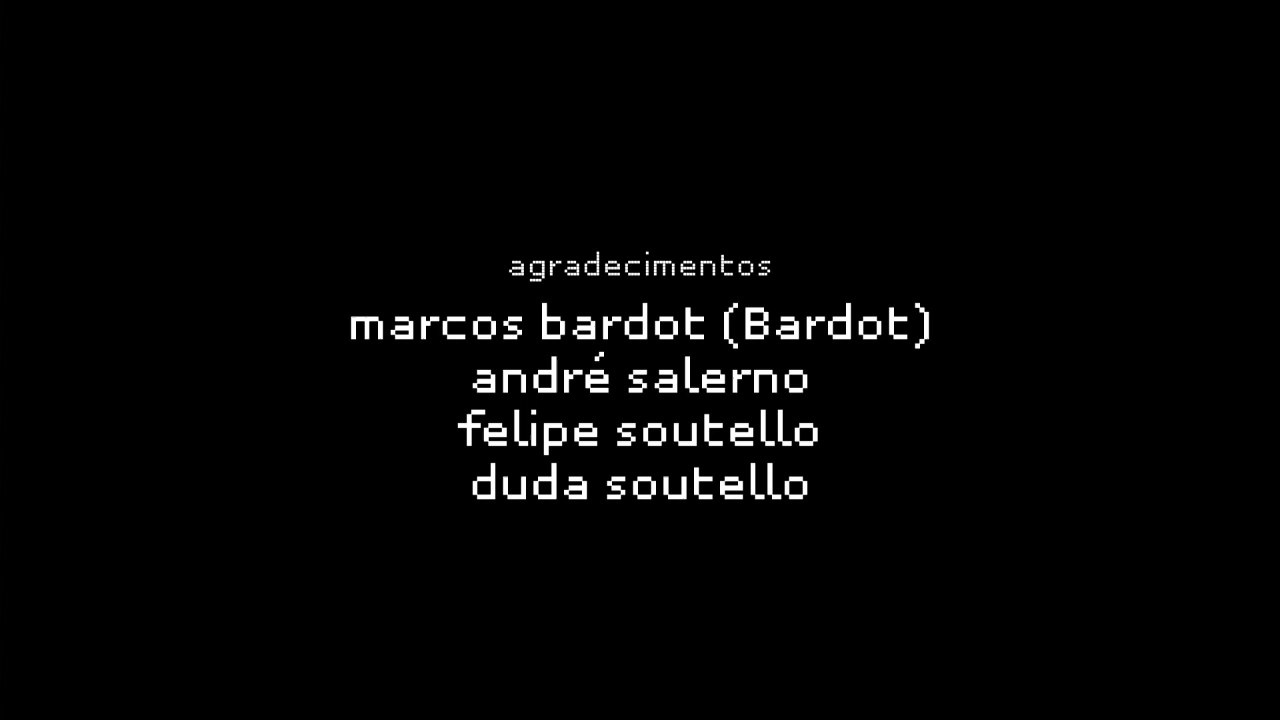 agradecimentos
marcos bardot (Bardot)
andré salerno
felipe soutello
duda soutello